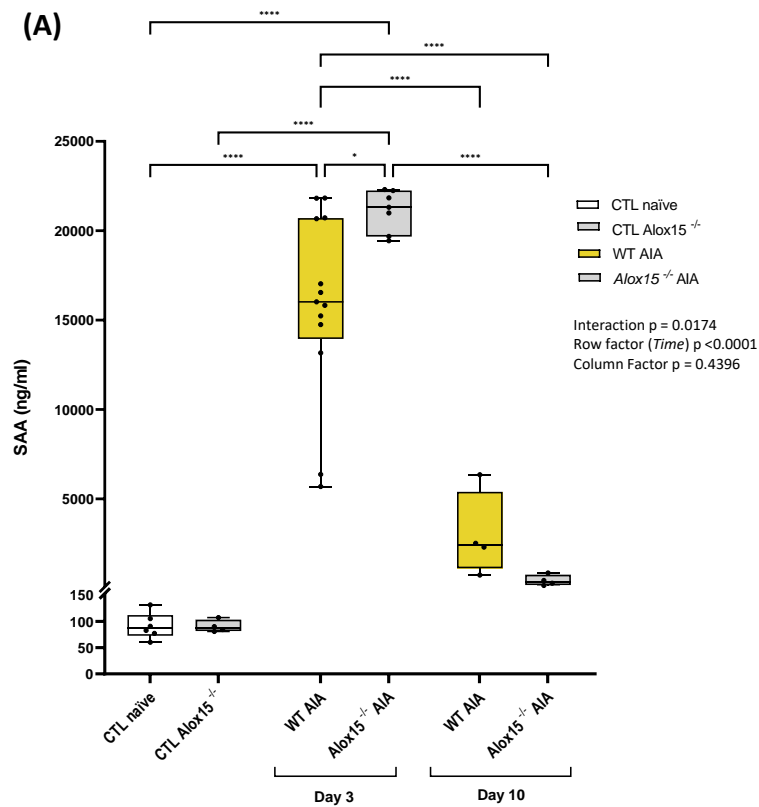 (A)
****
****
****
****
**** * ****
25000
20000
15000
10000
5000
150
100
50
0
SAA (ng/ml)
CTL naïve
CTL Alox15 -/-
WT AIA
Alox15 -/- AIA
WT AIA
Alox15 -/- AIA
Day 3
Day 10
CTL naïve
CTL Alox15 -/-
WT AIA
Alox15 -/- AIA
Interaction p = 0.0174
Row factor (Time) p <0.0001
Column Factor p = 0.4396